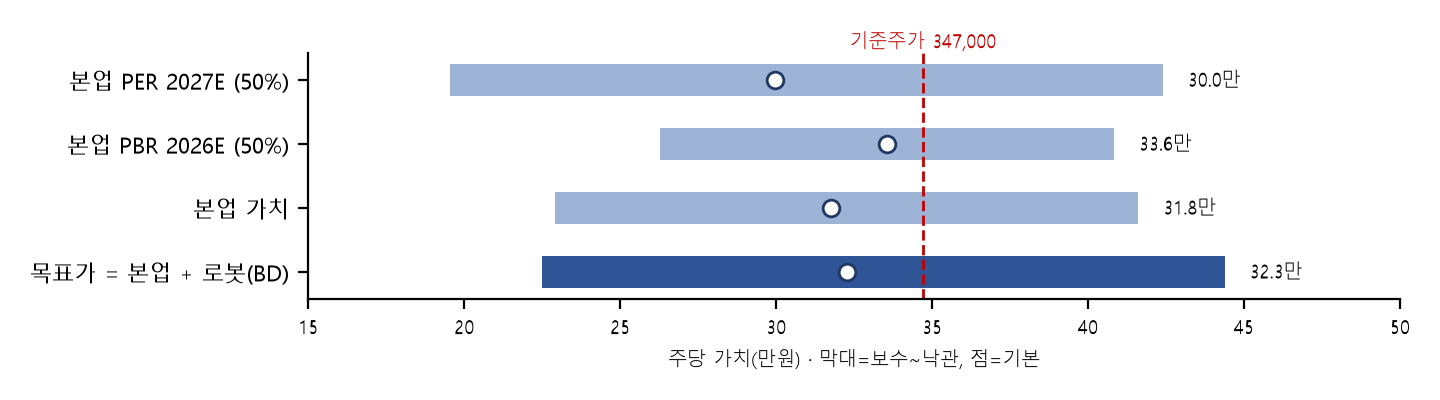 기준주가 347,000
본업 PER 2027E (50%)
30.0만
본업 PBR 2026E (50%)
33.6만
본업 가치
31.8만
목표가 = 본업 + 로봇(BD)
32.3만
15 20 25 30 35 40 45 50
주당 가치(만원) · 막대=보수~낙관, 점=기본